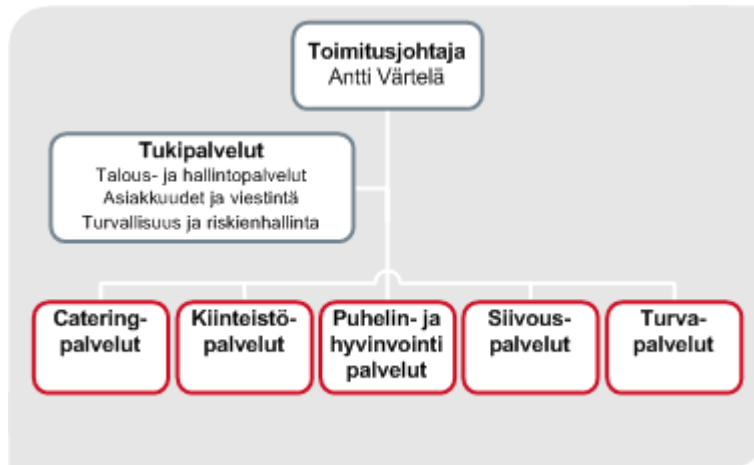 Toimitusjohtaja
Antti Värtelä
Tukipalvelut
Talous- ja hallintopalvelut
Asiakkuudet ja viestintä
Turvallisuus ja riskienhallinta
Catering-
palvelut
Kiinteistö-
palvelut
Puhelin- ja
hyvinvointi
palvelut
Siivous-
palvelut
Turva-
palvelut